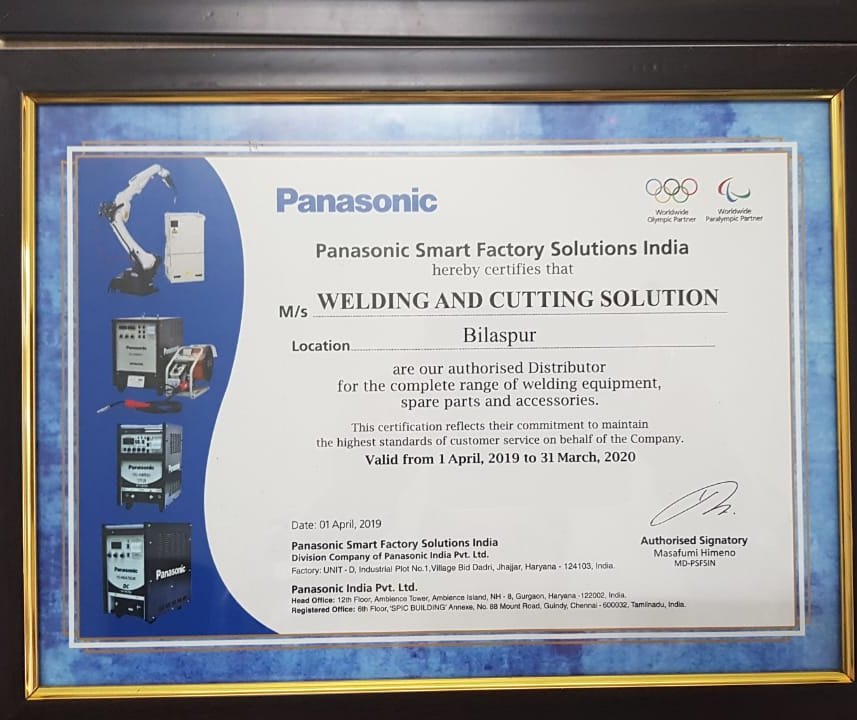 Panasonic
Worldwide
Olympic Partner
Worldwide
Paralympic Partner
Panasonic Smart Factory Solutions India
hereby certifies that
M/s WELDING AND CUTTING SOLUTION
Location Bilaspur
are our authorised Distributor
for the complete range of welding equipment,
spare parts and accessories.
This certification reflects their commitment to maintain
the highest standards of customer service on behalf of the Company.
Valid from 1 April, 2019 to 31 March, 2020
Date: 01 April, 2019
Panasonic Smart Factory Solutions India
Division Company of Panasonic India Pvt. Ltd.
Factory: UNIT - D, Industrial Plot No.1,Village Bid Dadri, Jhajjar, Haryana - 124103, India.
Authorised Signatory
Masafumi Himeno
MD-PSFSIN
Panasonic India Pvt. Ltd.
Head Office: 12th Floor, Ambience Tower, Ambience Island, NH - 8, Gurgaon, Haryana -122002, India.
Registered Office: 6th Floor, 'SPIC BUILDING' Annexe, No. 88 Mount Road, Guindy, Chennai - 600032, Tamilnadu, India.
Panasonic
Panasonic
Panasonic
Panasonic
Panasonic
DC